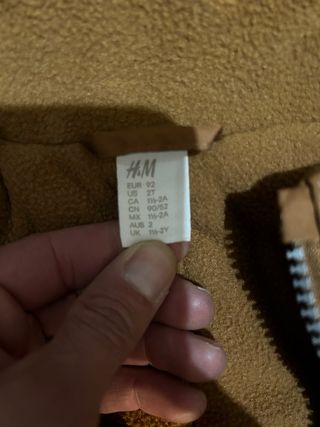 H&M
EUR 92
US 2T
CA 1½-2A
CN 90/52
MX 1½-2A
AUS 2
UK 1½-2Y